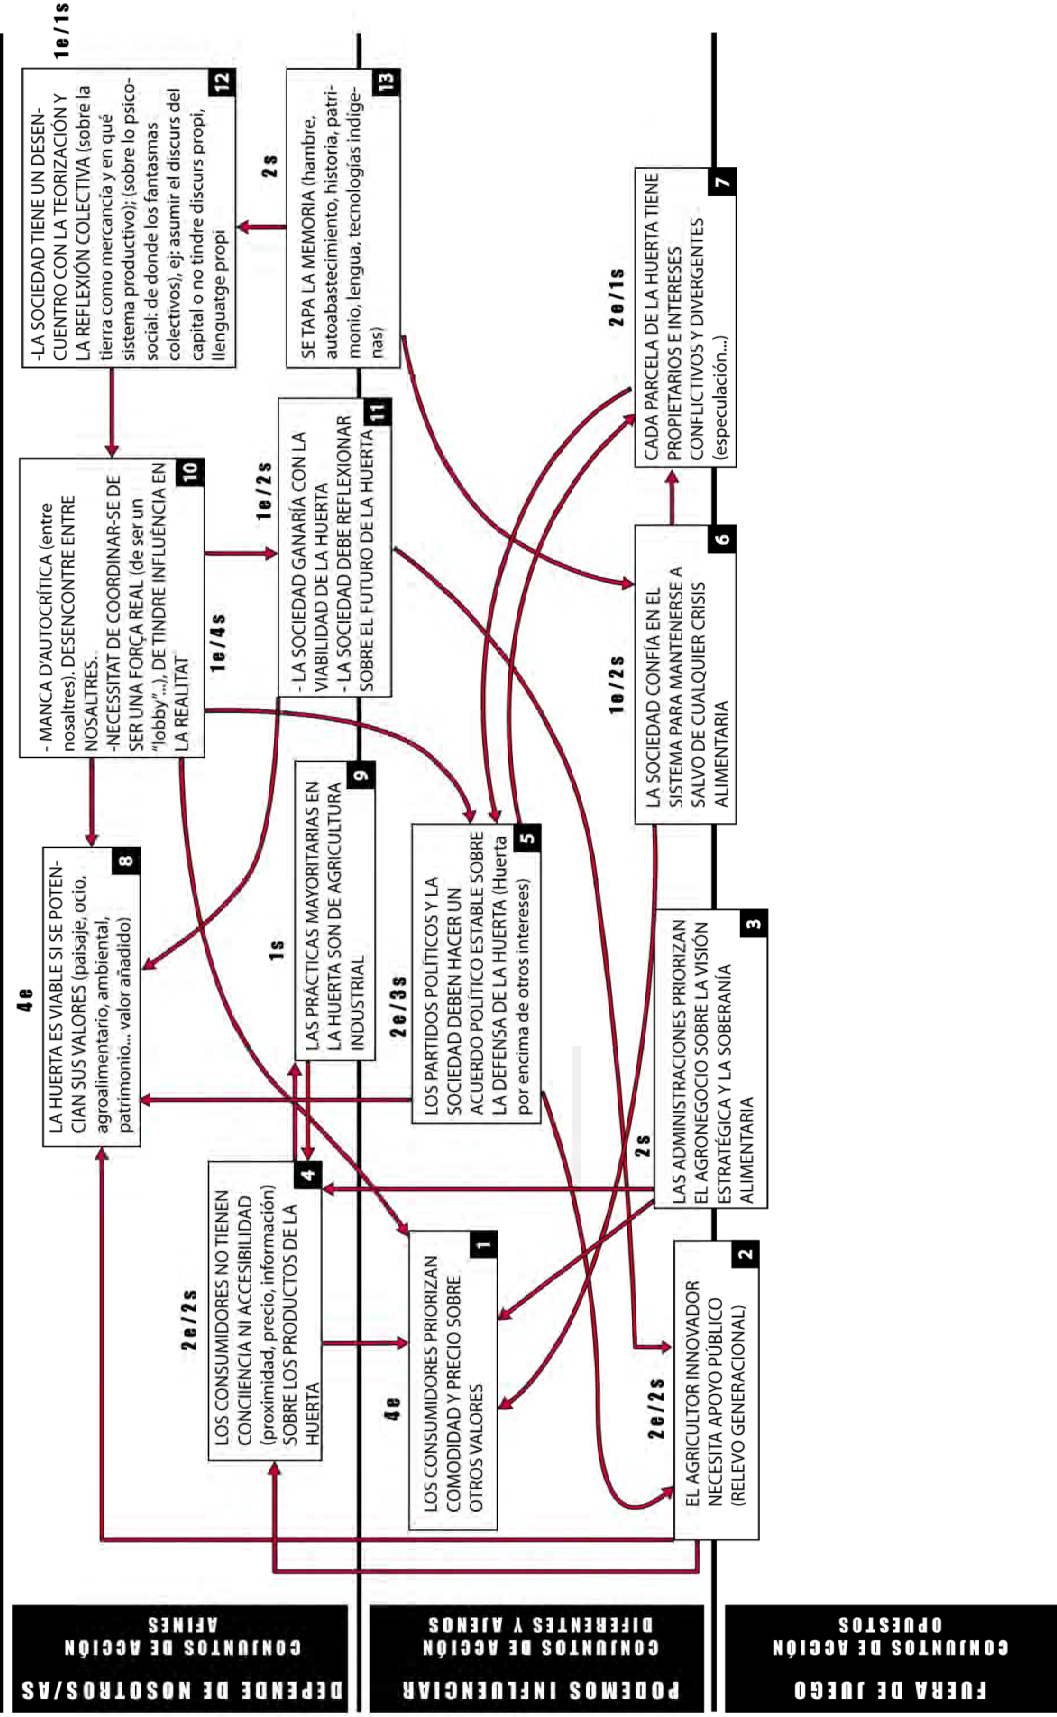 1e/1s
-LA SOCIEDAD TIENE UN DESEN-
CUENTRO CON LA TEORIZACIÓN Y
LA REFLEXIÓN COLECTIVA (sobre la
tierra como mercancía y en qué
sistema productivo); (sobre lo psico-
social: de donde los fantasmas
colectivos), ej: asumir el discurs del
capital o no tindre discurs propi,
llenguatge propi
12
2s
SE TAPA LA MEMORIA (hambre,
autoabastecimiento, historia, patri-
monio, lengua, tecnologías indíge-
nas)
13
- MANCA D'AUTOCRÍTICA (entre
nosaltres). DESENCONTRE ENTRE
NOSALTRES.
-NECESSITAT DE COORDINAR-SE DE
SER UNA FORÇA REAL (de ser un
"lobby"...), DE TINDRE INFLUÈNCIA EN
LA REALITAT
10
1e/4s
1e/2s
- LA SOCIEDAD GANARÍA CON LA
VIABILIDAD DE LA HUERTA
- LA SOCIEDAD DEBE REFLEXIONAR
SOBRE EL FUTURO DE LA HUERTA
11
2e/1s
CADA PARCELA DE LA HUERTA TIENE
PROPIETARIOS E INTERESES
CONFLICTIVOS Y DIVERGENTES
(especulación...)
7
1e/2s
LA SOCIEDAD CONFÍA EN EL
SISTEMA PARA MANTENERSE A
SALVO DE CUALQUIER CRISIS
ALIMENTARIA
6
4e
LA HUERTA ES VIABLE SI SE POTEN-
CIAN SUS VALORES (paisaje, ocio,
agroalimentario, ambiental,
patrimonio... valor añadido)
8
1s
LAS PRÁCTICAS MAYORITARIAS EN
LA HUERTA SON DE AGRICULTURA
INDUSTRIAL
9
2e/3s
LOS PARTIDOS POLÍTICOS Y LA
SOCIEDAD DEBEN HACER UN
ACUERDO POLÍTICO ESTABLE SOBRE
LA DEFENSA DE LA HUERTA (Huerta
por encima de otros intereses)
5
2s
LAS ADMINISTRACIONES PRIORIZAN
EL AGRONEGOCIO SOBRE LA VISIÓN
ESTRATÉGICA Y LA SOBERANÍA
ALIMENTARIA
3
2e/2s
LOS CONSUMIDORES NO TIENEN
CONCIIENCIA NI ACCESIBILIDAD
(proximidad, precio, información)
SOBRE LOS PRODUCTOS DE LA
HUERTA
4
4e
LOS CONSUMIDORES PRIORIZAN
COMODIDAD Y PRECIO SOBRE
OTROS VALORES
1
2e/2s
EL AGRICULTOR INNOVADOR
NECESITA APOYO PÚBLICO
(RELEVO GENERACIONAL)
2
DEPENDE DE NOSOTROS/AS
CONJUNTOS DE ACCIÓN
AFINES
PODEMOS INFLUENCIAR
CONJUNTOS DE ACCIÓN
DIFERENTES Y AJENOS
FUERA DE JUEGO
CONJUNTOS DE ACCIÓN
OPUESTOS